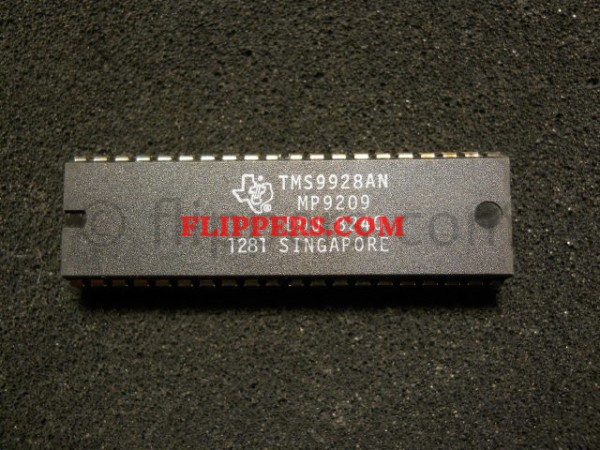 TMS9928AN
MP9209
FLIPPERS.COM
1281 SINGAPORE